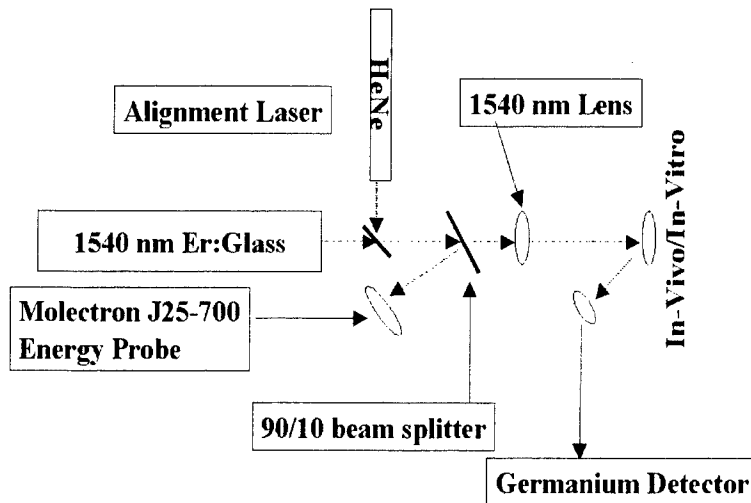 HeNe
Alignment Laser
1540 nm Lens
In-Vivo/In-Vitro
1540 nm Er:Glass
Molectron J25-700
Energy Probe
90/10 beam splitter
Germanium Detector